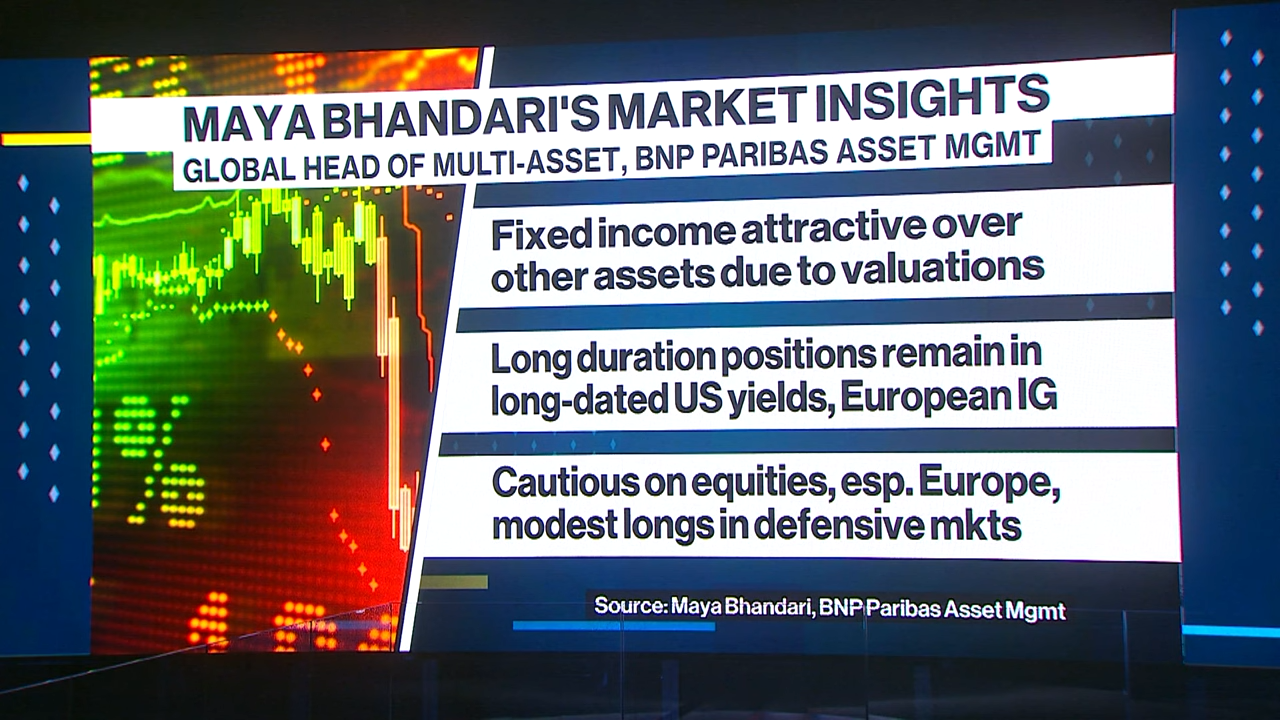 MAYA BHANDARI'S MARKET INSIGHTS
GLOBAL HEAD OF MULTI-ASSET, BNP PARIBAS ASSET MGMT
Fixed income attractive over
other assets due to valuations
Long duration positions remain in
long-dated US yields, European IG
Cautious on equities, esp. Europe,
modest longs in defensive mkts
Source: Maya Bhandari, BNP Paribas Asset Mgmt
%